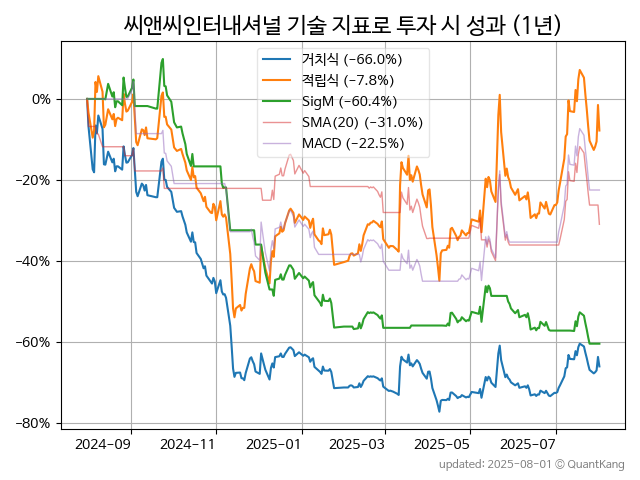 씨앤씨인터내셔널 기술 지표로 투자 시 성과 (1년)
거치식 (−66.0%)
적립식 (−7.8%)
SigM (−60.4%)
SMA(20) (−31.0%)
MACD (−22.5%)
0%
−20%
−40%
−60%
−80%
2024-09 2024-11 2025-01 2025-03 2025-05 2025-07
updated: 2025-08-01 © QuantKang